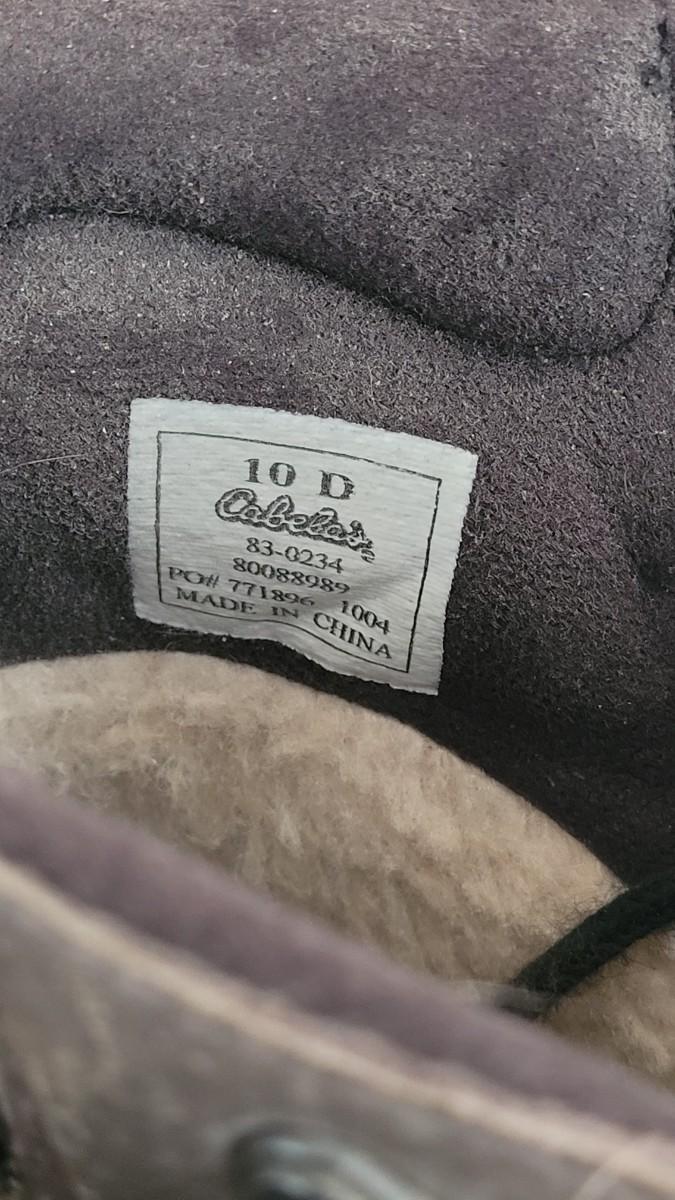 10 D
Cabela's
83-0234
80088989
PO# 771896 1004
MADE IN CHINA